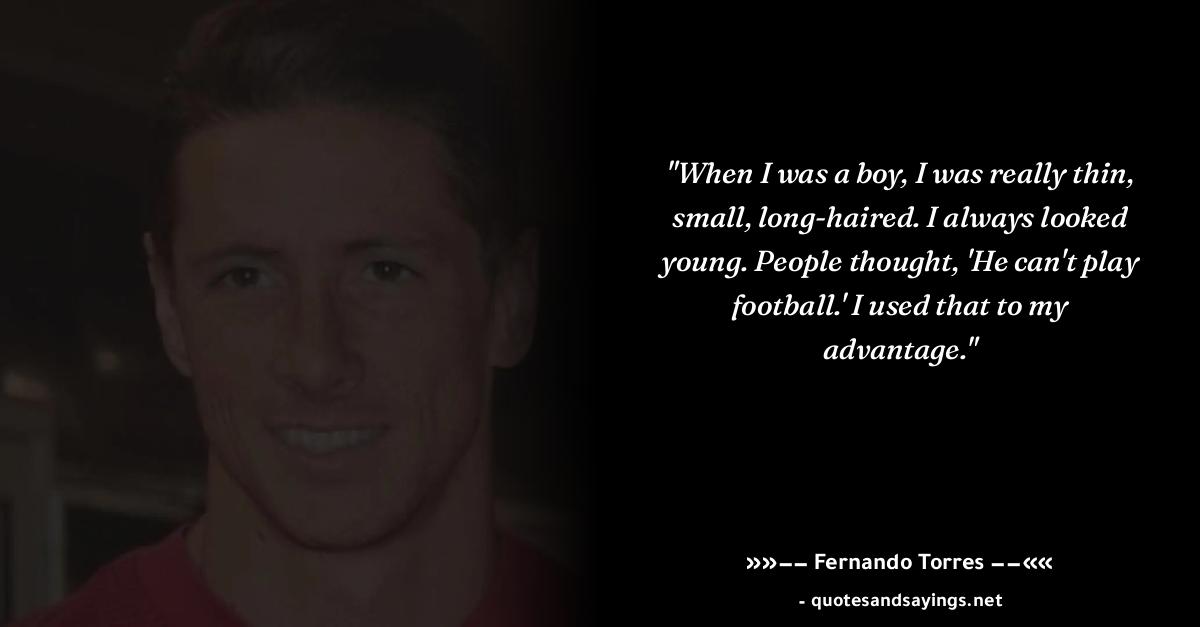 "When I was a boy, I was really thin,
small, long-haired. I always looked
young. People thought, 'He can't play
football.' I used that to my
advantage."
»»−− Fernando Torres −−««
- quotesandsayings.net